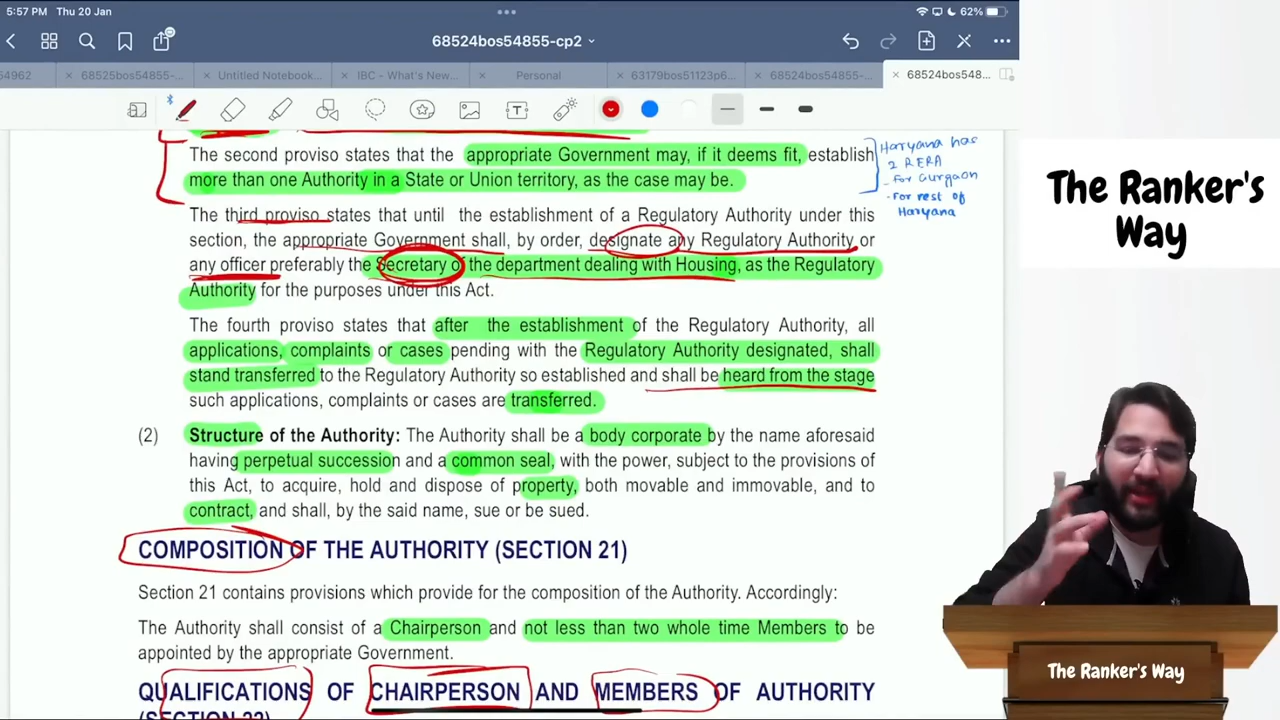 5:57 PM Thu 20 Jan
62%
68524bos54855-cp2
54962
68525bos54855-...
Untitled Notebook...
IBC - What's New...
Personal
63179bos51123p6...
68524bos54855-...
68524bos548...
The second proviso states that the appropriate Government may, if it deems fit, establish
more than one Authority in a State or Union territory, as the case may be.
Haryana has
2 RERA
- For Gurgaon
- For rest of
Haryana
The third proviso states that until the establishment of a Regulatory Authority under this
section, the appropriate Government shall, by order, designate any Regulatory Authority or
any officer preferably the Secretary of the department dealing with Housing, as the Regulatory
Authority for the purposes under this Act.
The fourth proviso states that after the establishment of the Regulatory Authority, all
applications, complaints or cases pending with the Regulatory Authority designated, shall
stand transferred to the Regulatory Authority so established and shall be heard from the stage
such applications, complaints or cases are transferred.
(2) Structure of the Authority: The Authority shall be a body corporate by the name aforesaid
having perpetual succession and a common seal, with the power, subject to the provisions of
this Act, to acquire, hold and dispose of property, both movable and immovable, and to
contract, and shall, by the said name, sue or be sued.
COMPOSITION OF THE AUTHORITY (SECTION 21)
Section 21 contains provisions which provide for the composition of the Authority. Accordingly:
The Authority shall consist of a Chairperson and not less than two whole time Members to be
appointed by the appropriate Government.
QUALIFICATIONS OF CHAIRPERSON AND MEMBERS OF AUTHORITY
(SECTION 22)
The Ranker's
Way
The Ranker's Way